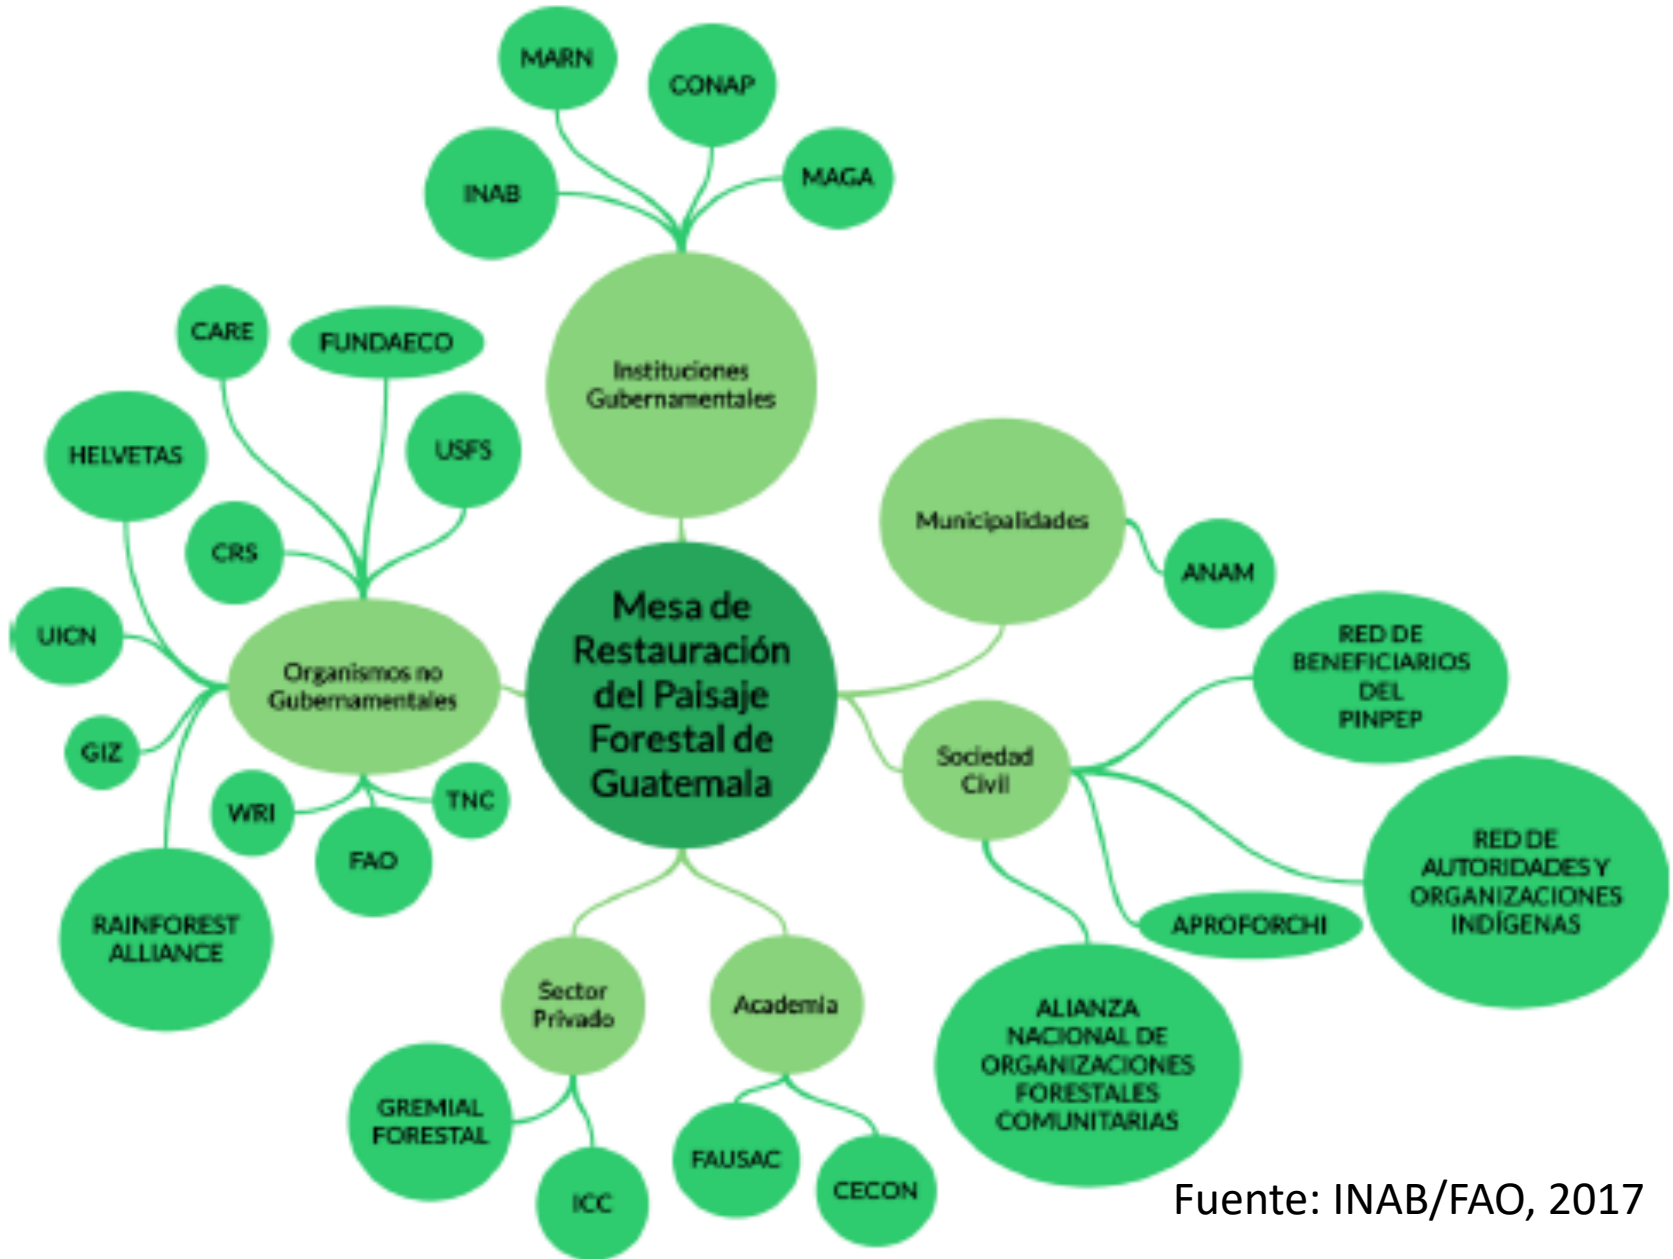 MARN
CONAP
INAB
MAGA
Instituciones
Gubernamentales
CARE
FUNDAECO
HELVETAS
USFS
CRS
UICN
GIZ
Organismos no
Gubernamentales
WRI
FAO
TNC
RAINFOREST
ALLIANCE
Mesa de
Restauración
del Paisaje
Forestal de
Guatemala
Municipalidades
ANAM
Sociedad
Civil
RED DE
BENEFICIARIOS
DEL
PINPEP
RED DE
AUTORIDADES Y
ORGANIZACIONES
INDÍGENAS
APROFORCHI
ALIANZA
NACIONAL DE
ORGANIZACIONES
FORESTALES
COMUNITARIAS
Sector
Privado
Academia
GREMIAL
FORESTAL
ICC
FAUSAC
CECON
Fuente: INAB/FAO, 2017